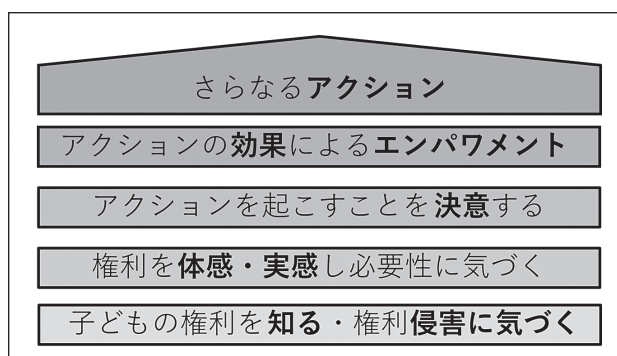 さらなるアクション
アクションの効果によるエンパワメント
アクションを起こすことを決意する
権利を体感・実感し必要性に気づく
子どもの権利を知る・権利侵害に気づく